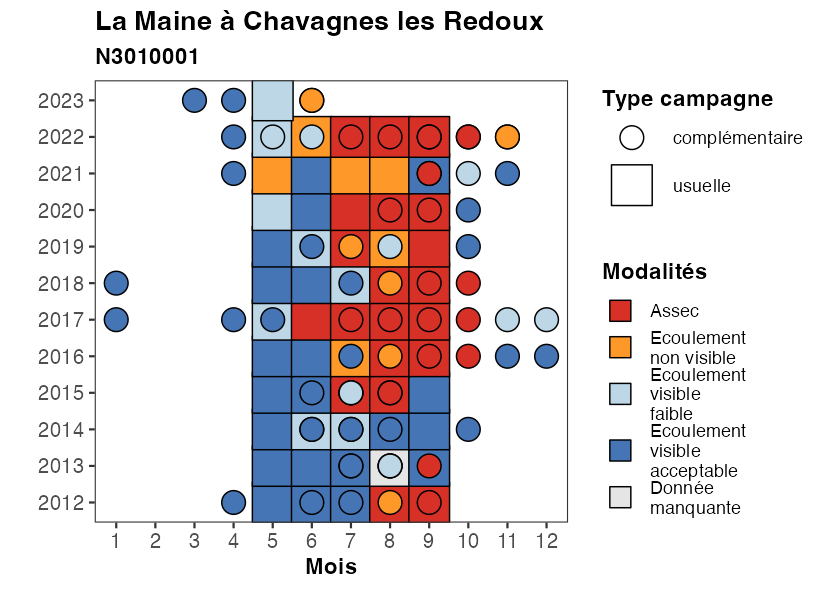 La Maine à Chavagnes les Redoux
N3010001
2023
2022
2021
2020
2019
2018
2017
2016
2015
2014
2013
2012
1 2 3 4 5 6 7 8 9 10 11 12
Mois
Type campagne
complémentaire
usuelle
Modalités
Assec
Ecoulement
non visible
Ecoulement
visible
faible
Ecoulement
visible
acceptable
Donnée
manquante